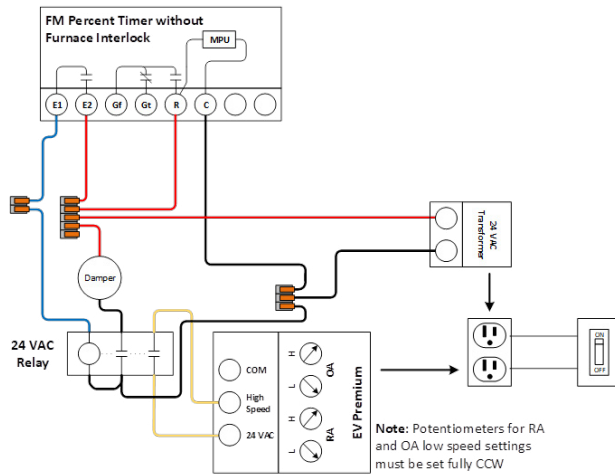 FM Percent Timer without
Furnace Interlock
MPU
E1 E2 Gf Gt R C
24 VAC
Transformer
Damper
24 VAC
Relay
COM
High
Speed
24 VAC
H
L
OA
H
L
RA
EV Premium
ON
OFF
Note: Potentiometers for RA
and OA low speed settings
must be set fully CCW